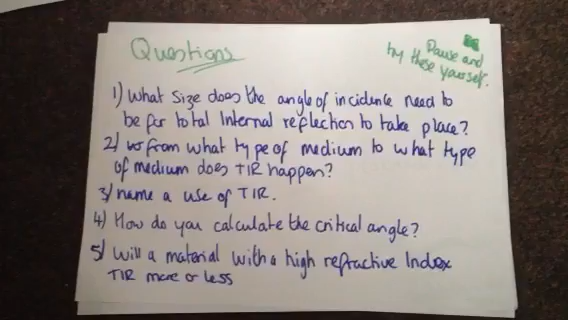 Questions
Pause and
try these yourself.
1) What size does the angle of incidence need to
be for total Internal reflection to take place?
2) from what type of medium to what type
of medium does TIR happen?
3) name a use of TIR.
4) How do you calculate the critical angle?
5) will a material with a high refractive Index
TIR more or less